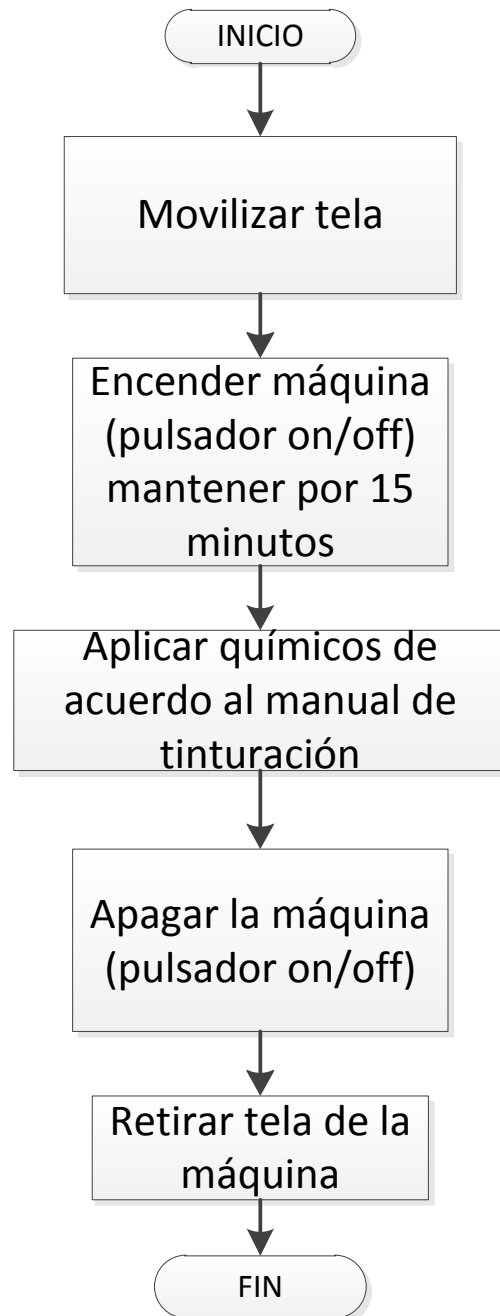 INICIO
Movilizar tela
Encender máquina
(pulsador on/off)
mantener por 15
minutos
Aplicar químicos de
acuerdo al manual de
tinturación
Apagar la máquina
(pulsador on/off)
Retirar tela de la
máquina
FIN